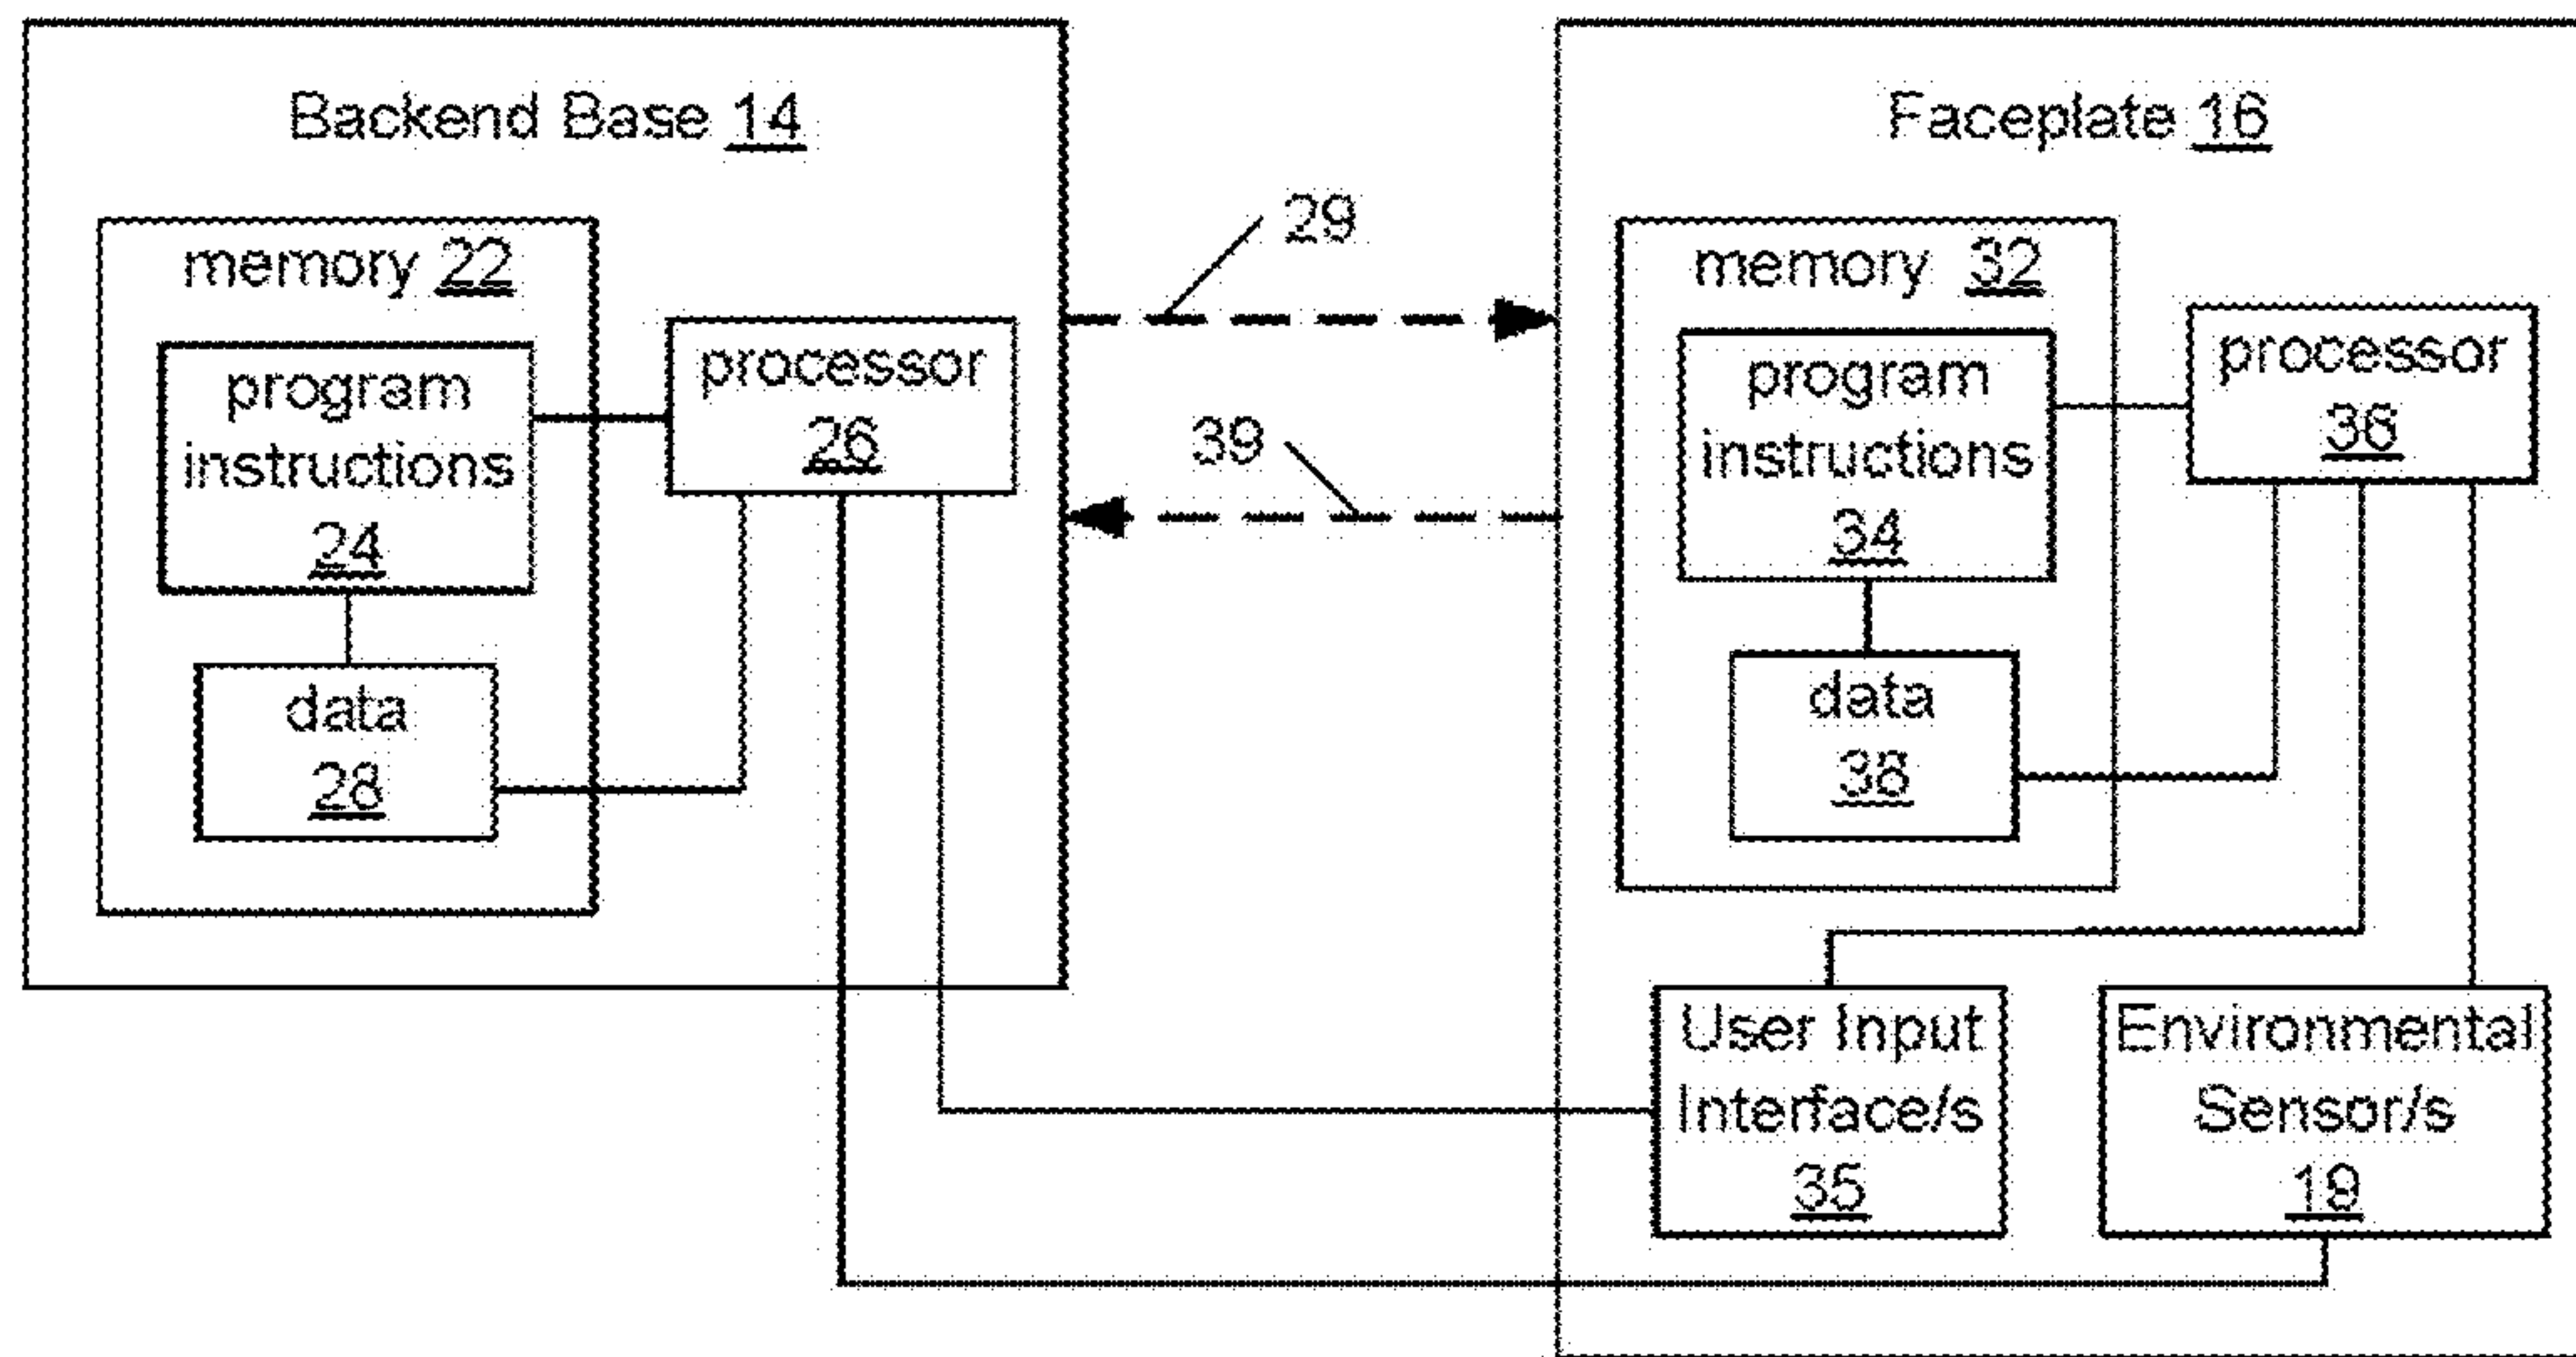 Backend Base 14
memory 22
program
instructions
24
data
28
processor
26
29
39
Faceplate 16
memory 32
program
instructions
34
data
38
processor
36
User Input
Interface/s
35
Environmental
Sensor/s
19